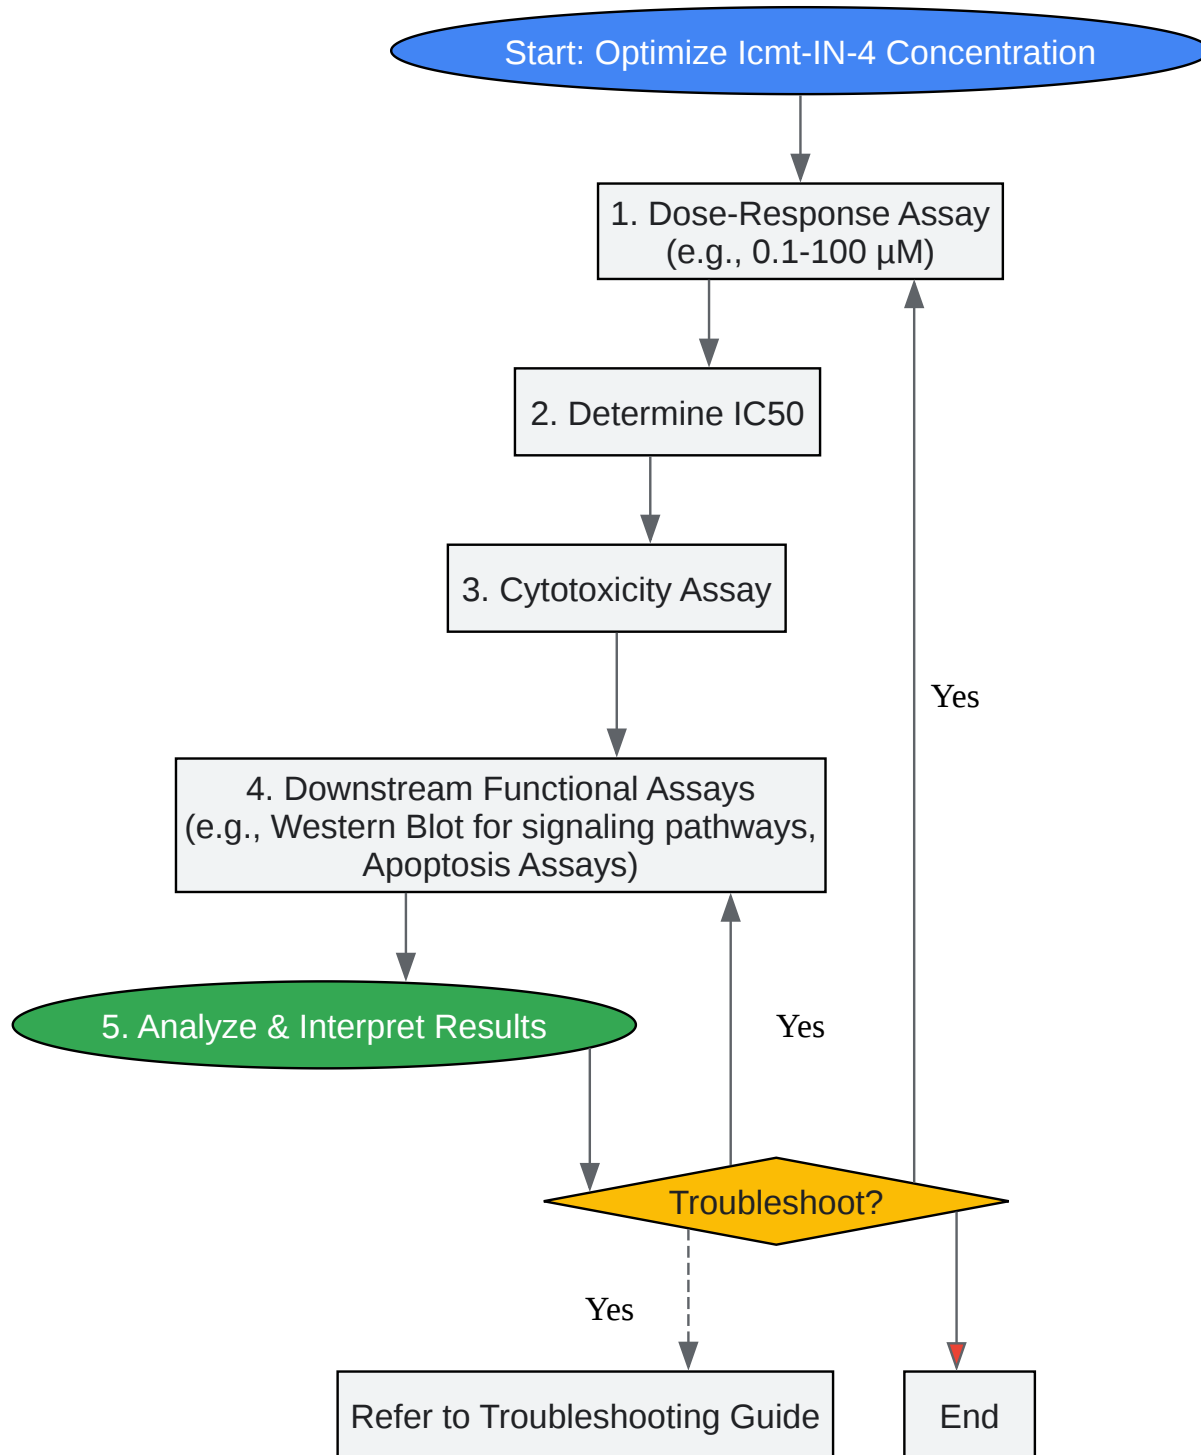 Start: Optimize Icmt-IN-4 Concentration
1. Dose-Response Assay
(e.g., 0.1-100 µM)
2. Determine IC50
3. Cytotoxicity Assay
Yes
4. Downstream Functional Assays
(e.g., Western Blot for signaling pathways,
Apoptosis Assays)
5. Analyze & Interpret Results
Yes
Troubleshoot?
Yes
Refer to Troubleshooting Guide
End